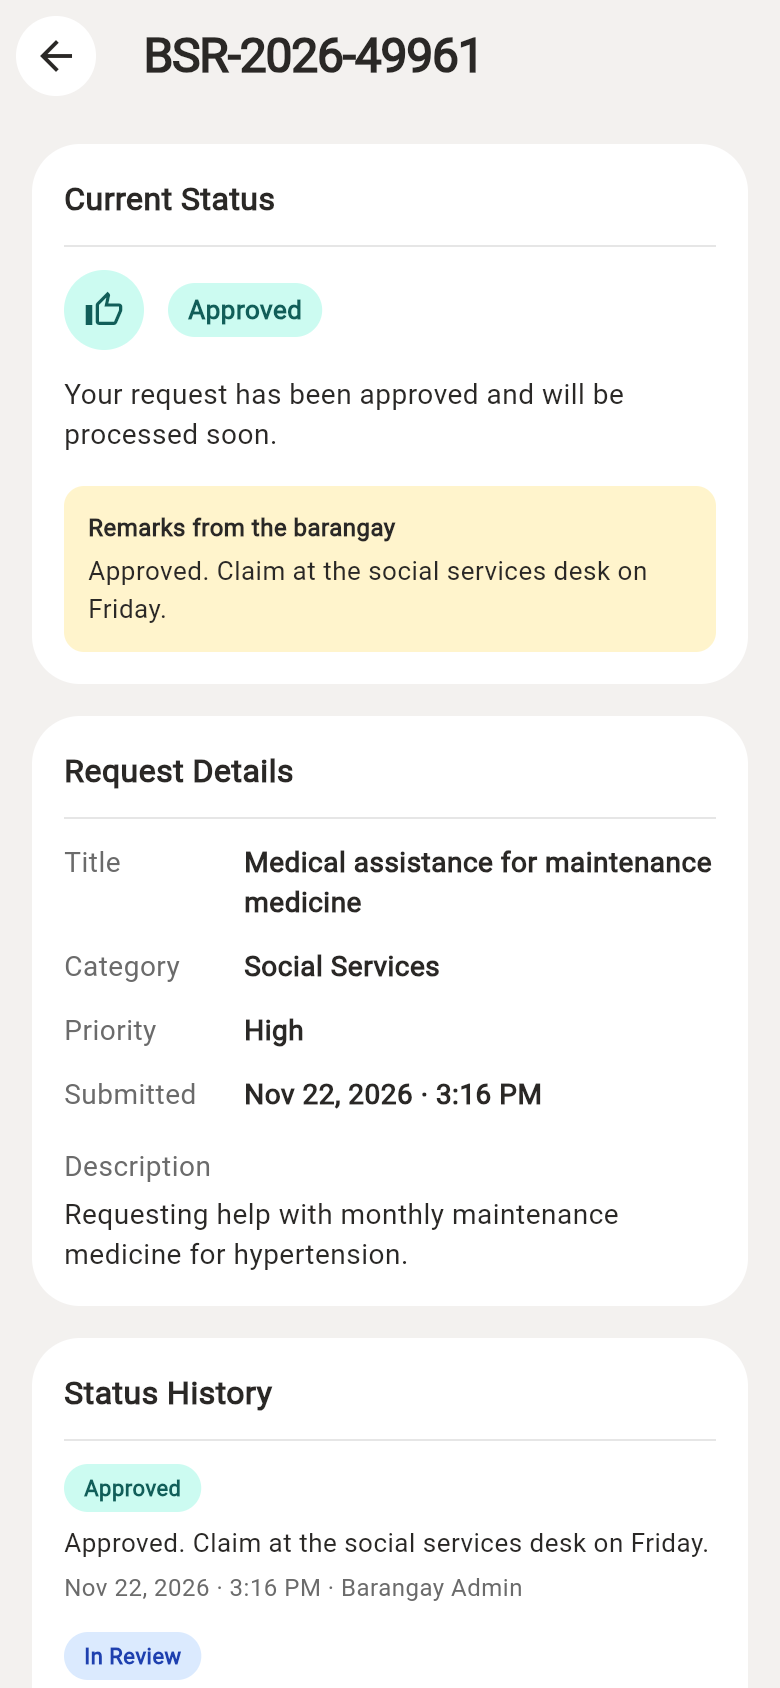 BSR-2026-49961
Current Status
Approved
Your request has been approved and will be
processed soon.
Remarks from the barangay
Approved. Claim at the social services desk on
Friday.
Request Details
Title
Medical assistance for maintenance
medicine
Category
Social Services
Priority
High
Submitted
Nov 22, 2026 · 3:16 PM
Description
Requesting help with monthly maintenance
medicine for hypertension.
Status History
Approved
Approved. Claim at the social services desk on Friday.
Nov 22, 2026 · 3:16 PM · Barangay Admin
In Review